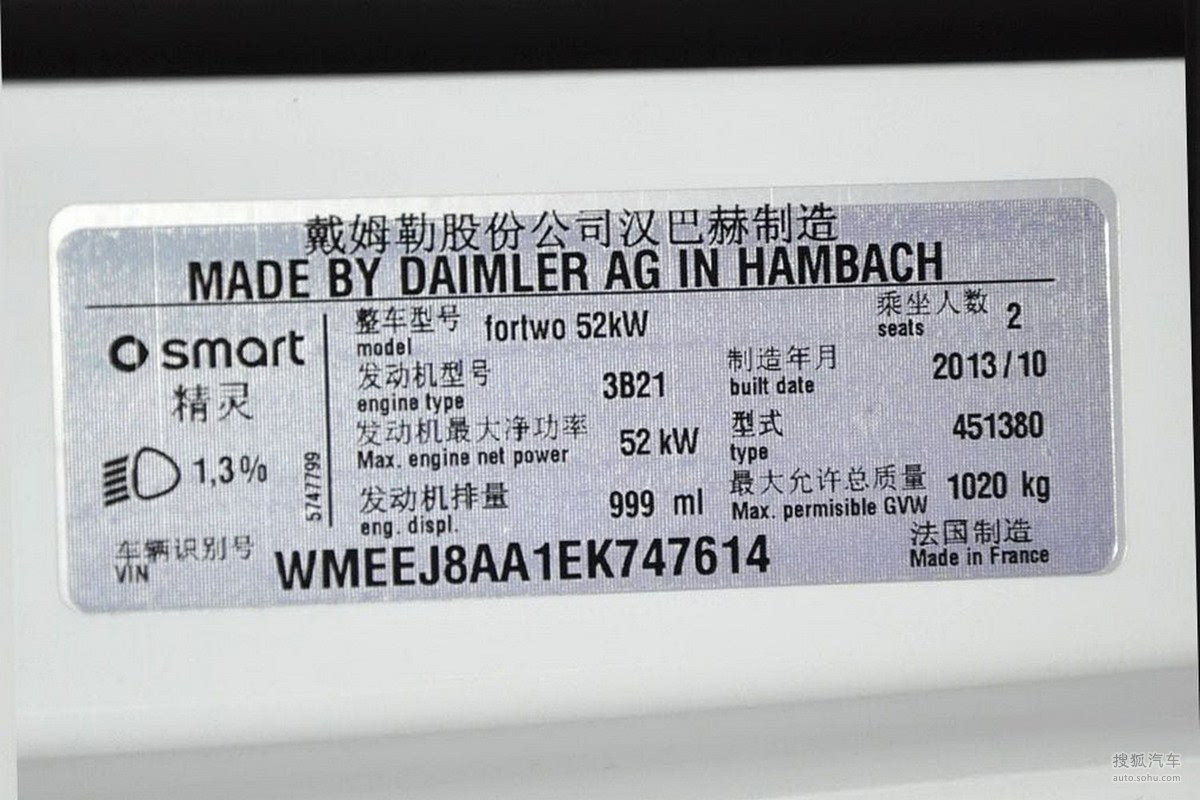 戴姆勒股份公司汉巴赫制造
MADE BY DAIMLER AG IN HAMBACH
smart
精灵
1,3%
5747799
整车型号
model
fortwo 52kW
乘坐人数
seats
2
发动机型号
engine type
3B21
制造年月
built date
2013/10
发动机最大净功率
Max. engine net power
52 kW
型式
type
451380
发动机排量
eng. displ.
999 ml
最大允许总质量
Max. permisible GVW
1020 kg
车辆识别号
VIN
WMEEJ8AA1EK747614
法国制造
Made in France
搜狐汽车
auto.sohu.com